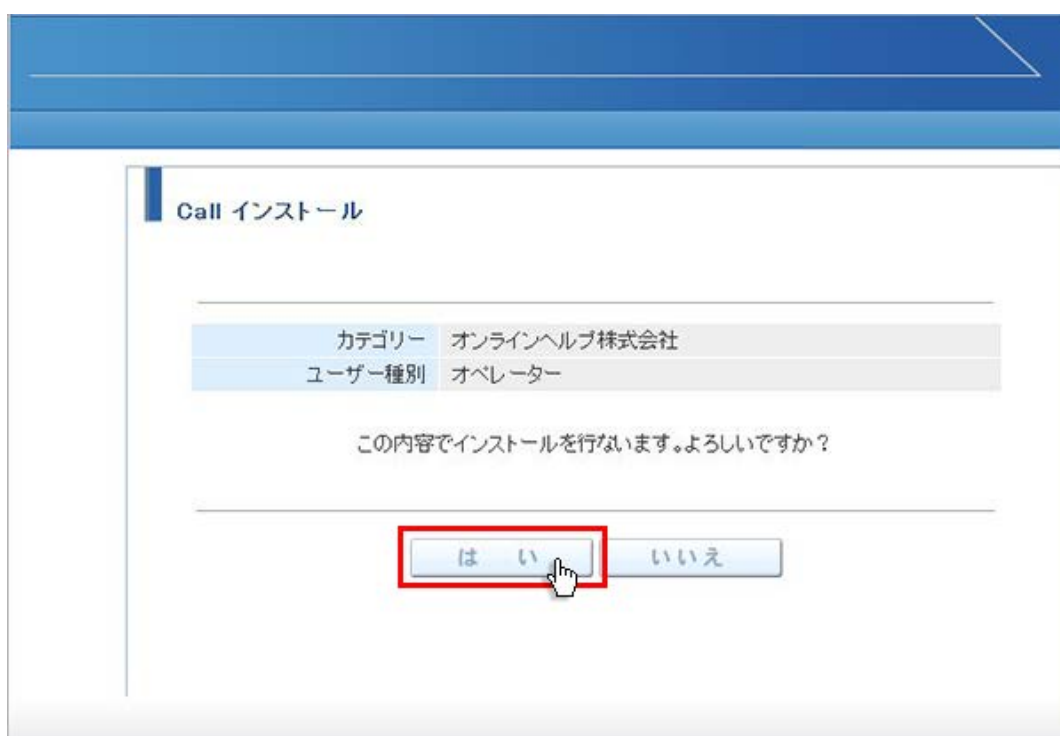 Call インストール
カテゴリー オンラインヘルプ株式会社
ユーザー種別 オペレーター
この内容でインストールを行ないます。よろしいですか？
は い いいえ